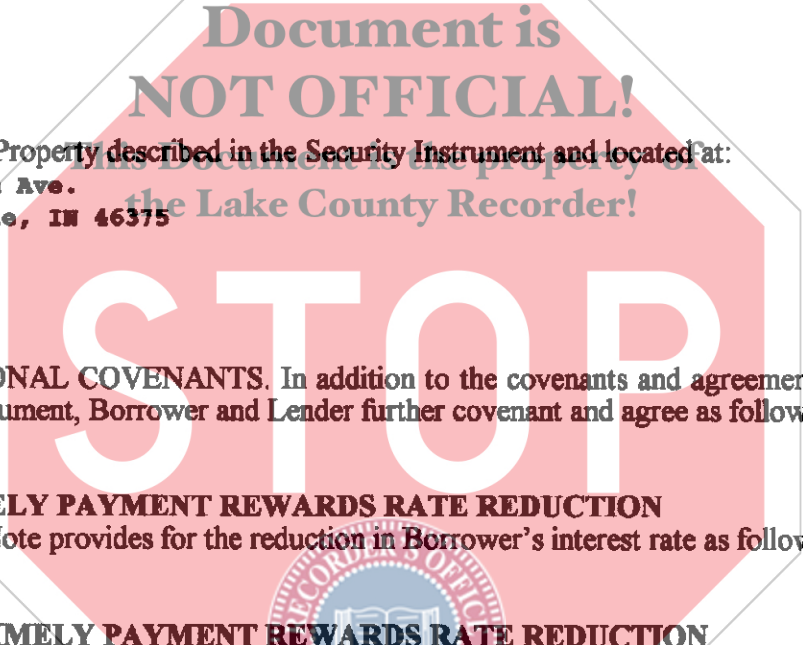 Document is
NOT OFFICIAL!
Property described in the Security Instrument and located at:
This Document is the property of
Ave.
the Lake County Recorder!
IN 46375
STOP
ONAL COVENANTS. In addition to the covenants and agreemen
ument, Borrower and Lender further covenant and agree as follow
ELY PAYMENT REWARDS RATE REDUCTION
Note provides for the reduction in Borrower's interest rate as follow
RECORDER'S OFFIC
MELY PAYMENT REWARDS RATE REDUCTION